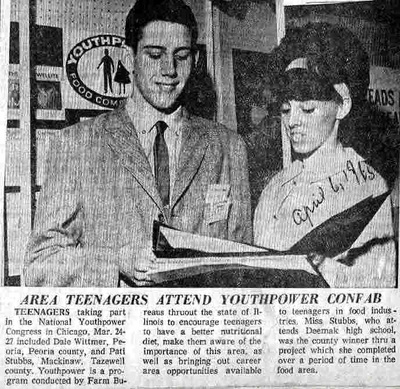 YOUTHPOWER
FOOD COM
WELLITE
EADS
REA
April 6, 1965
AREA TEENAGERS ATTEND YOUTHPOWER CONFAB
TEENAGERS taking part
in the National Youthpower
Congress in Chicago, Mar. 24-
27 included Dale Wittmer, Pe-
oria, Peoria county, and Patt
Stubbs, Mackinaw, Tazewell
county. Youthpower is a pro-
gram conducted by Farm Bu-
reaus thruout the state of Il-
linois to encourage teenagers
to have a better nutritional
diet, make them aware of the
importance of this area, as
well as bringing out career
area opportunities available
to teenagers in food indus-
tries. Miss Stubbs, who at-
tends Deemak high school,
was the county winner thru a
project which she completed
over a period of time in the
food area.